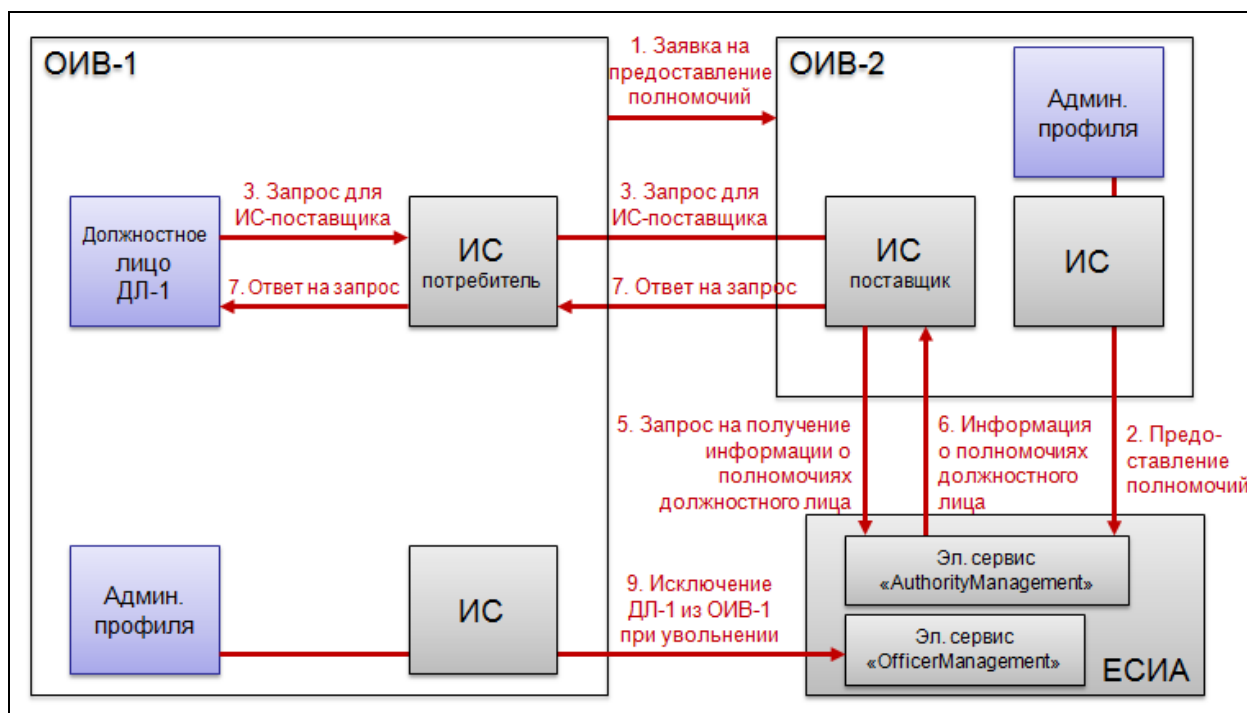 ОИВ-1
1. Заявка на
предоставление
полномочий
ОИВ-2
Админ.
профиля
Должностное
лицо
ДЛ-1
3. Запрос для
ИС-поставщика
7. Ответ на запрос
ИС
потребитель
3. Запрос для
ИС-поставщика
7. Ответ на запрос
ИС
поставщик
ИС
5. Запрос на получение
информации о
полномочиях
должностного лица
6. Информация
о полномочиях
должностного
лица
2. Предо-
ставление
полномочий
Админ.
профиля
ИС
9. Исключение
ДЛ-1 из ОИВ-1
при увольнении
Эл. сервис
«AuthorityManagement»
Эл. сервис
«OfficerManagement»
ЕСИА